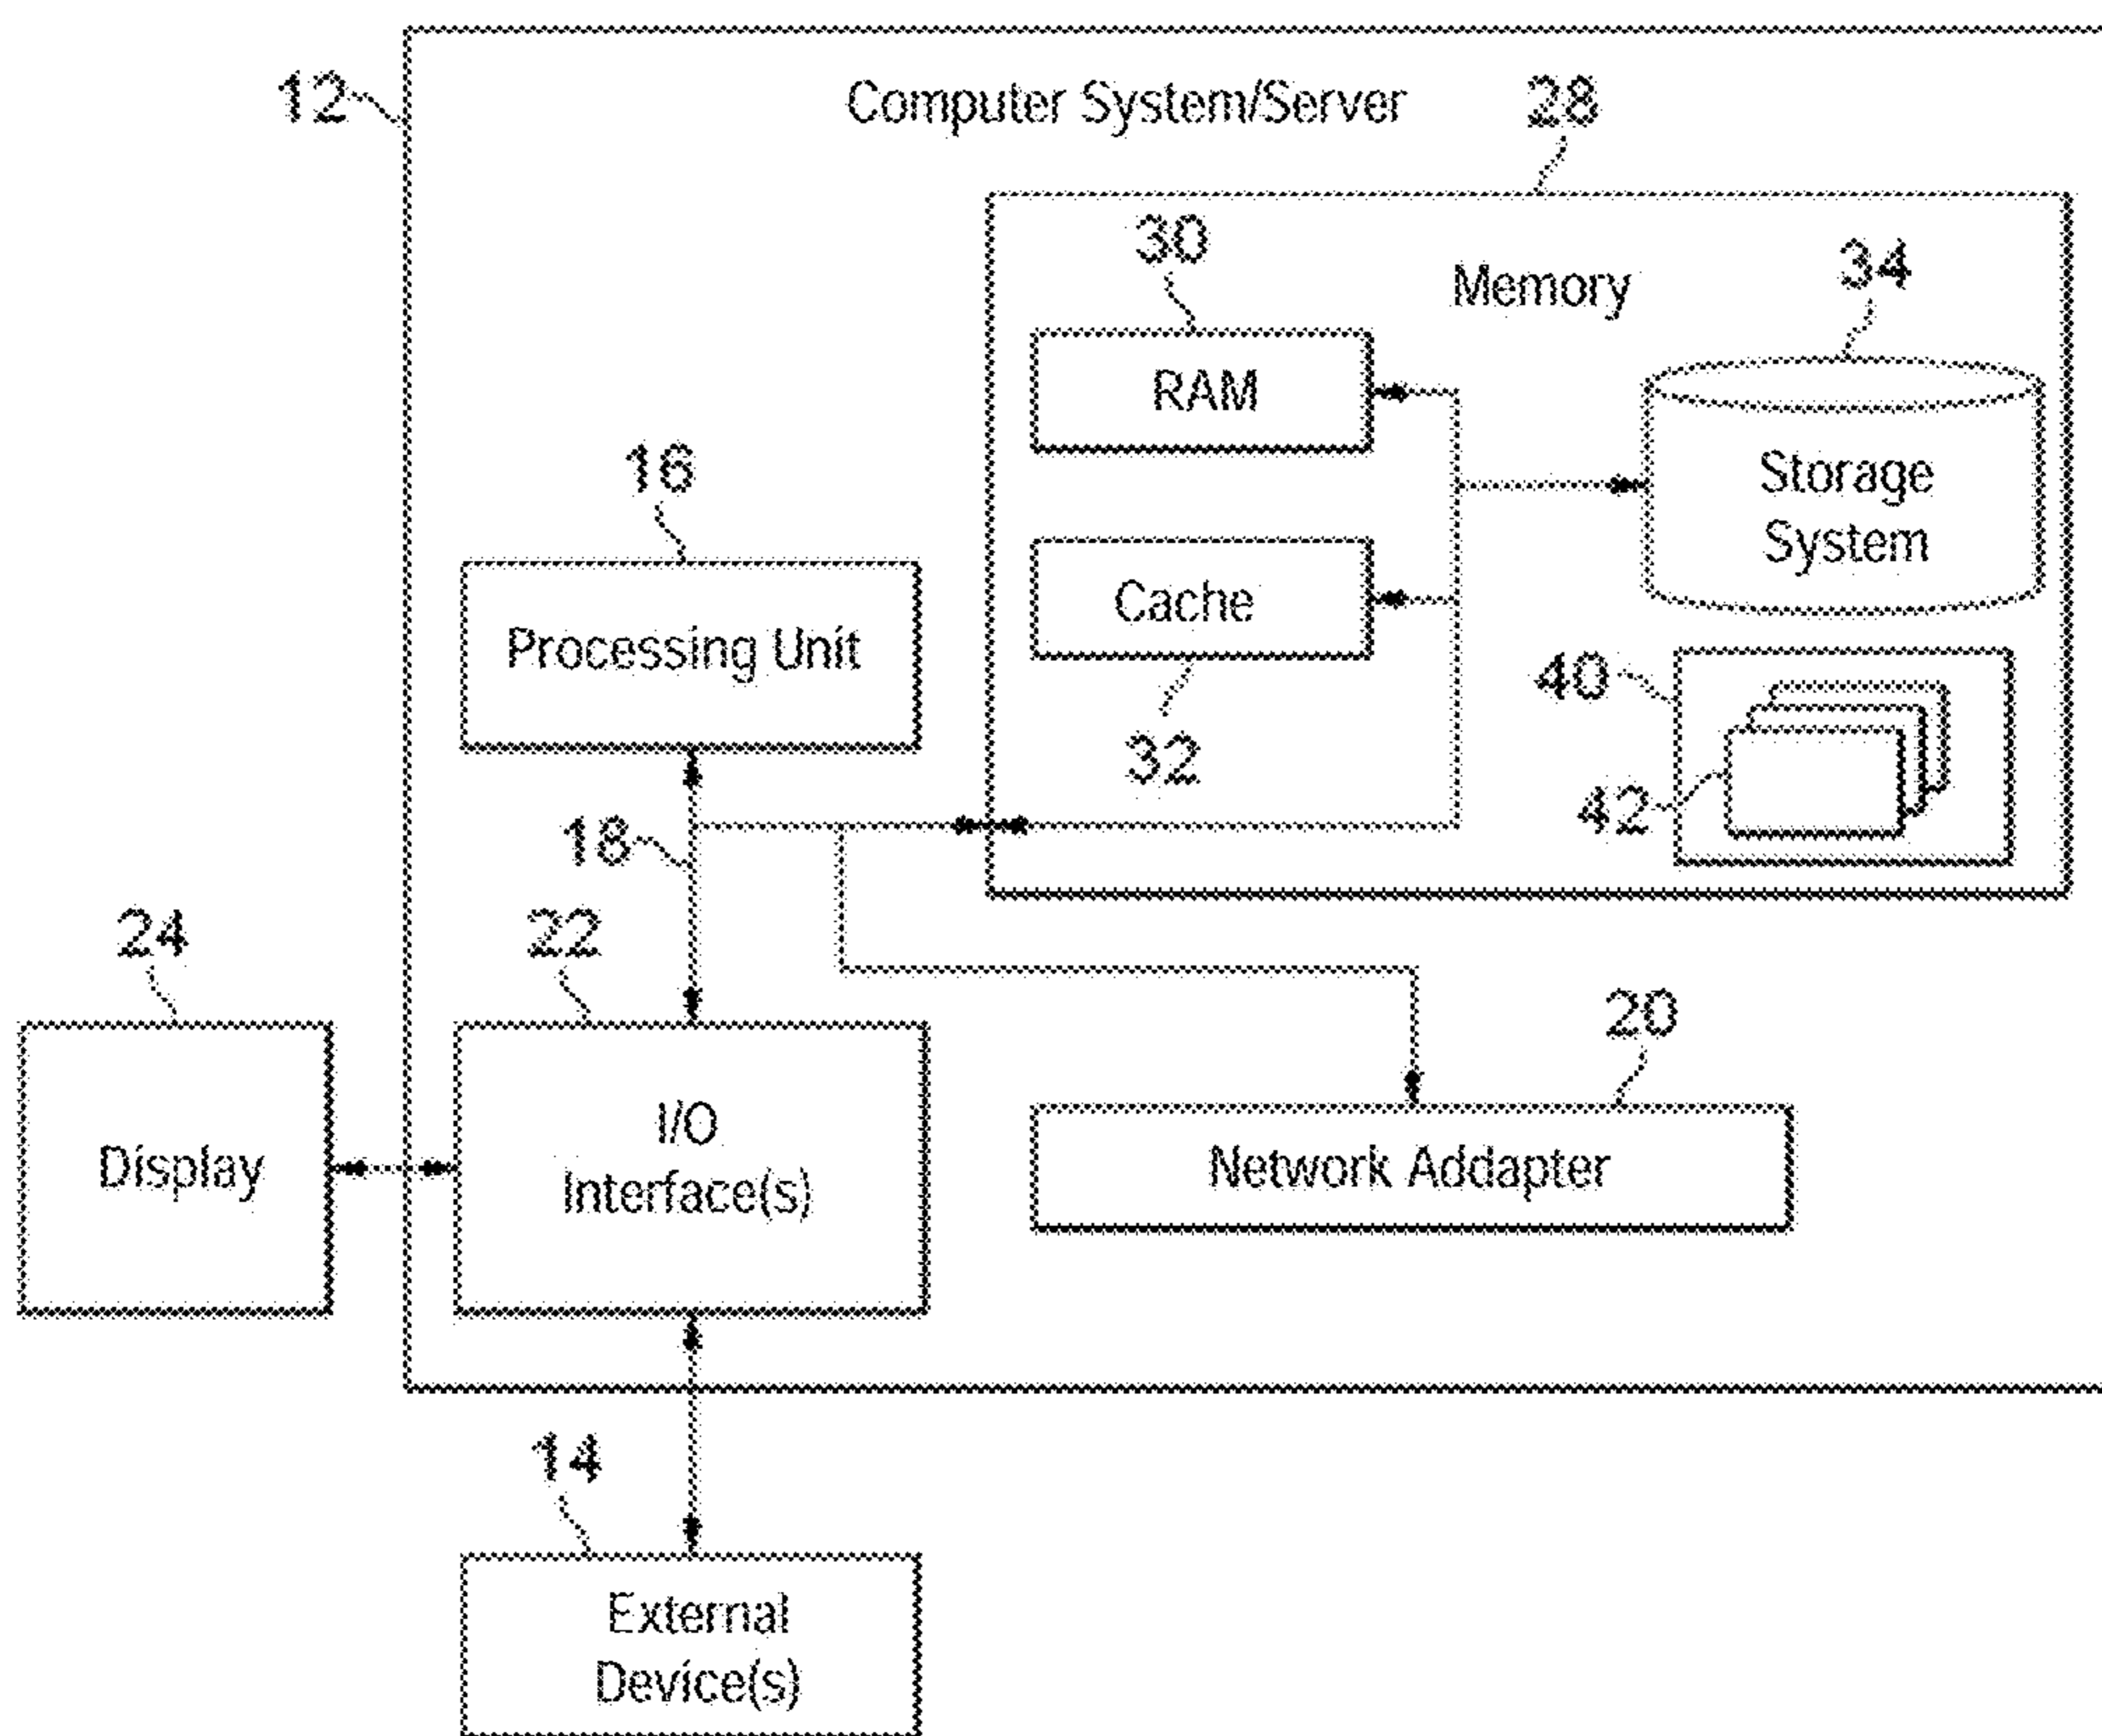 12
Computer System/Server
28
30
Memory
34
RAM
16
Storage
System
Cache
Processing Unit
40
32
42
18
24
22
20
I/O
Interface(s)
Display
Network Addapter
14
External
Device(s)